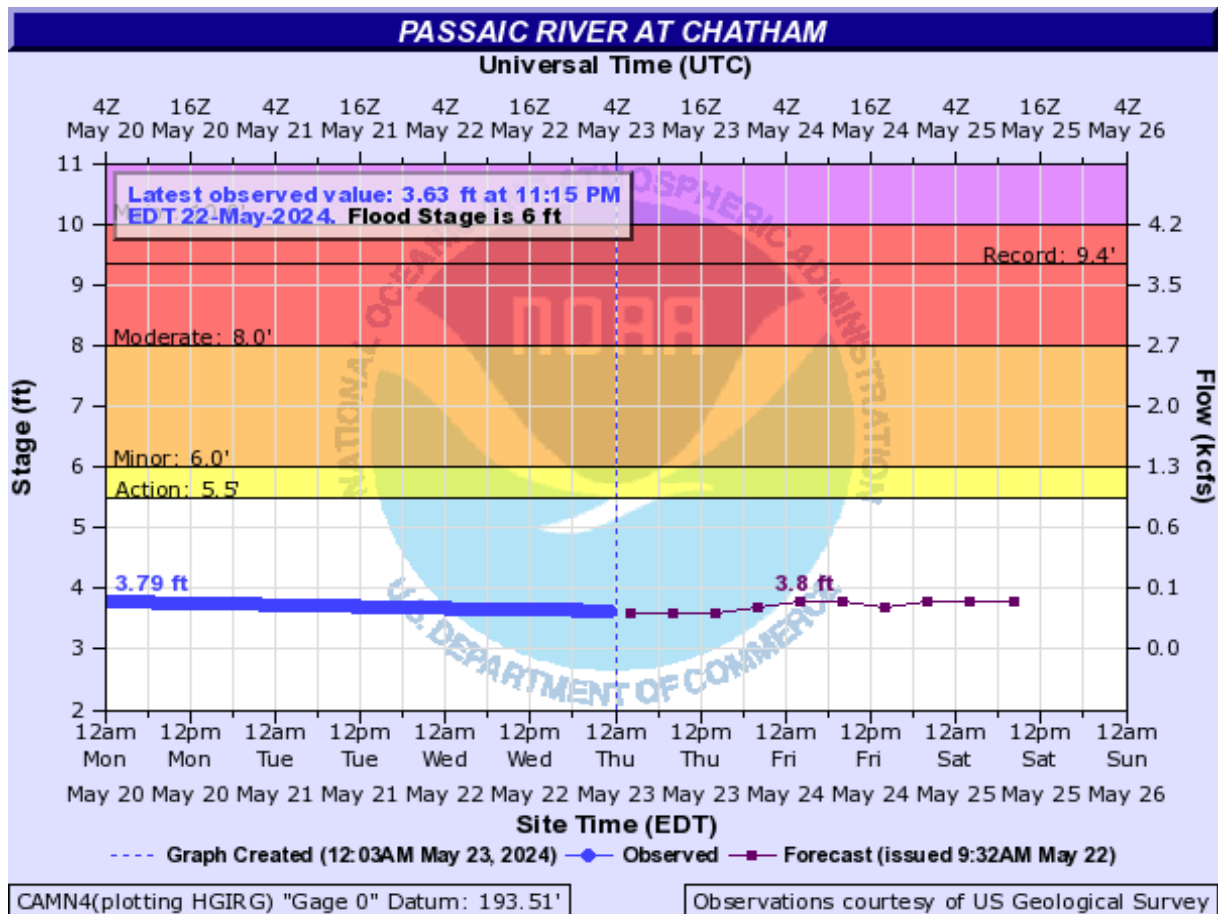 PASSAIC RIVER AT CHATHAM
Universal Time (UTC)
4Z 16Z 4Z 16Z 4Z 16Z 4Z 16Z 4Z 16Z 4Z 16Z 4Z
May 20 May 20 May 21 May 21 May 22 May 22 May 23 May 23 May 24 May 24 May 25 May 25 May 26
Latest observed value: 3.63 ft at 11:15 PM
EDT 22-May-2024. Flood Stage is 6 ft
Record: 9.4'
Moderate: 8.0'
Minor: 6.0'
Action: 5.5'
3.79 ft
3.8 ft
NATIONAL OCEANIC AND ATMOSPHERIC ADMINISTRATION
NOAA
U.S. DEPARTMENT OF COMMERCE
Stage (ft)
11
10
9
8
7
6
5
4
3
2
Flow (kcfs)
4.2
3.5
2.7
2.0
1.3
0.6
0.1
0.0
12am 12pm 12am 12pm 12am 12pm 12am 12pm 12am 12pm 12am 12pm 12am
Mon Mon Tue Tue Wed Wed Thu Thu Fri Fri Sat Sat Sun
May 20 May 20 May 21 May 21 May 22 May 22 May 23 May 23 May 24 May 24 May 25 May 25 May 26
Site Time (EDT)
Graph Created (12:03AM May 23, 2024) Observed Forecast (issued 9:32AM May 22)
CAMN4(plotting HGIRG) "Gage 0" Datum: 193.51'
Observations courtesy of US Geological Survey